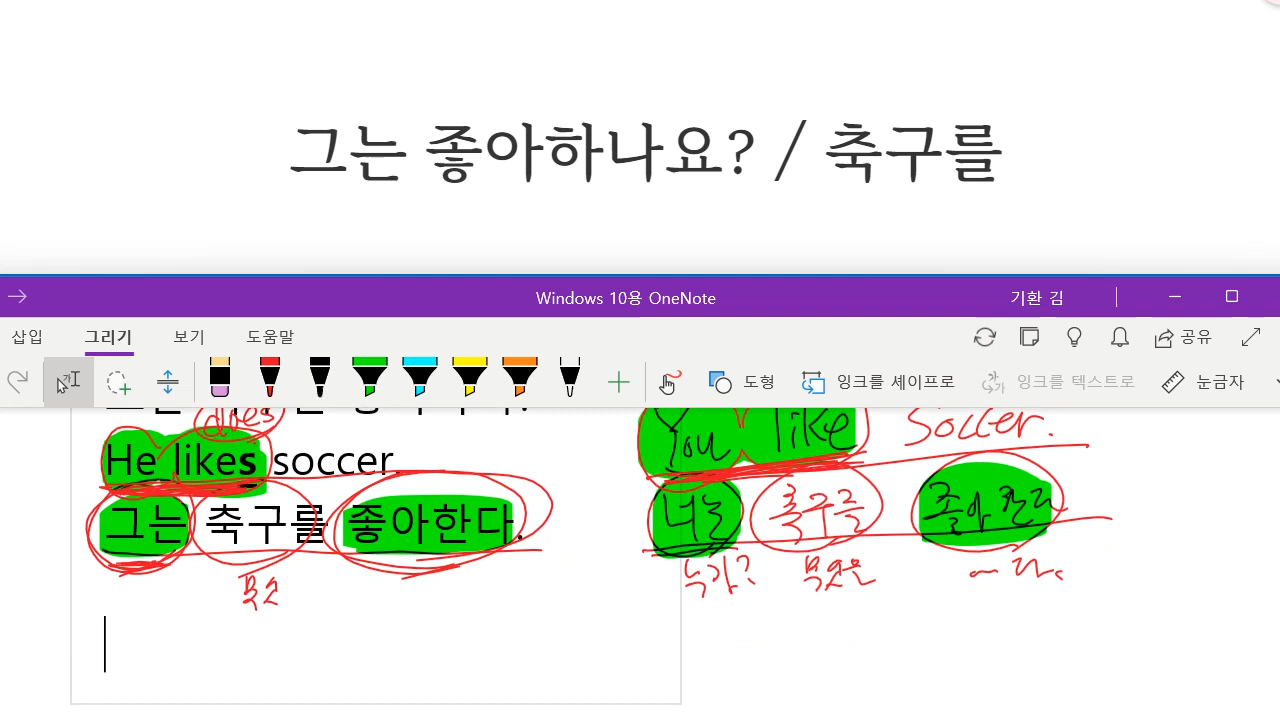 그는 좋아하나요? / 축구를
Windows 10용 OneNote
기환 김
삽입 그리기 보기 도움말
공유
도형 잉크를 셰이프로 잉크를 텍스트로 눈금자
does
You like Soccer.
He likes soccer.
그는 축구를 좋아한다.
너는 축구를 좋아한다
누가? 무엇을 ~다.
무엇